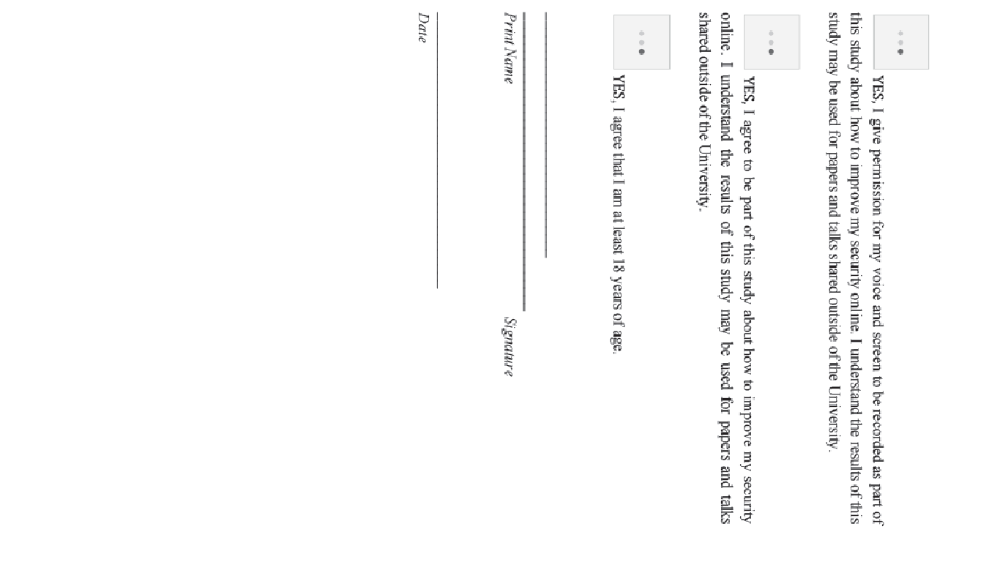 YES, I give permission for my voice and screen to be recorded as part of
this study about how to improve my security online. I understand the results of this
study may be used for papers and talks shared outside of the University.
YES, I agree to be part of this study about how to improve my security
online. I understand the results of this study may be used for papers and talks
shared outside of the University.
YES, I agree that I am at least 18 years of age.
Print Name Signature
Date